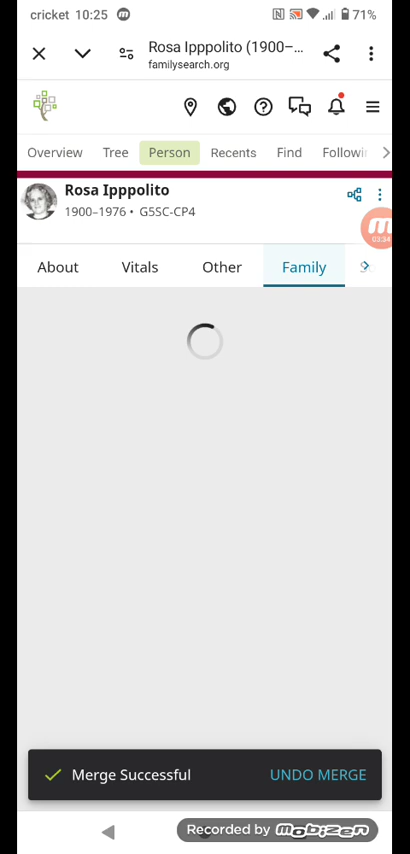 cricket 10:25 m 71%
Rosa Ipppolito (1900–...
familysearch.org
Overview Tree Person Recents Find Followi
Rosa Ipppolito
1900–1976 • G5SC-CP4
03:34
About Vitals Other Family
Merge Successful UNDO MERGE
Recorded by mobizen